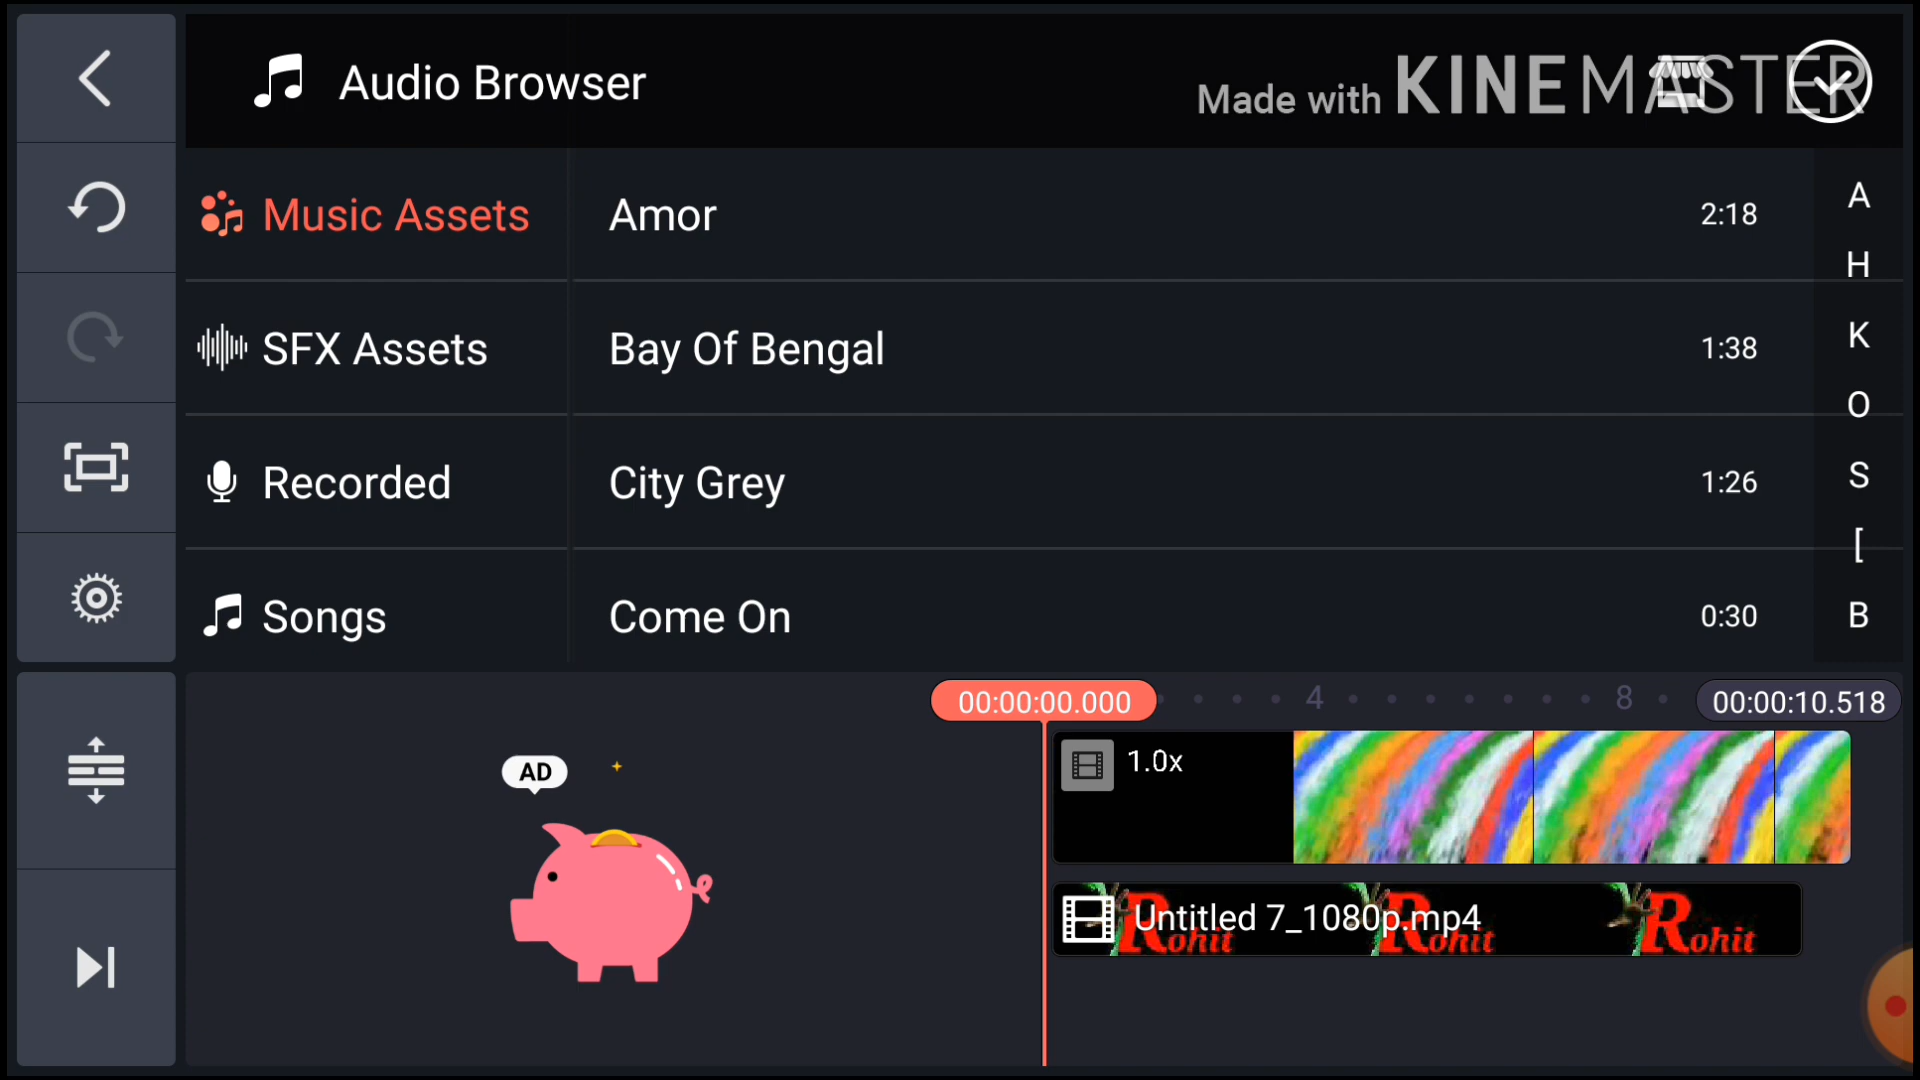 Audio Browser
Made with KINEMASTER
Music Assets
Amor
2:18
SFX Assets
Bay Of Bengal
1:38
Recorded
City Grey
1:26
Songs
Come On
0:30
A
H
K
O
S
[
B
00:00:00.000
4
8
00:00:10.518
AD
1.0x
Untitled 7_1080p.mp4
Rohit
Rohit
Rohit